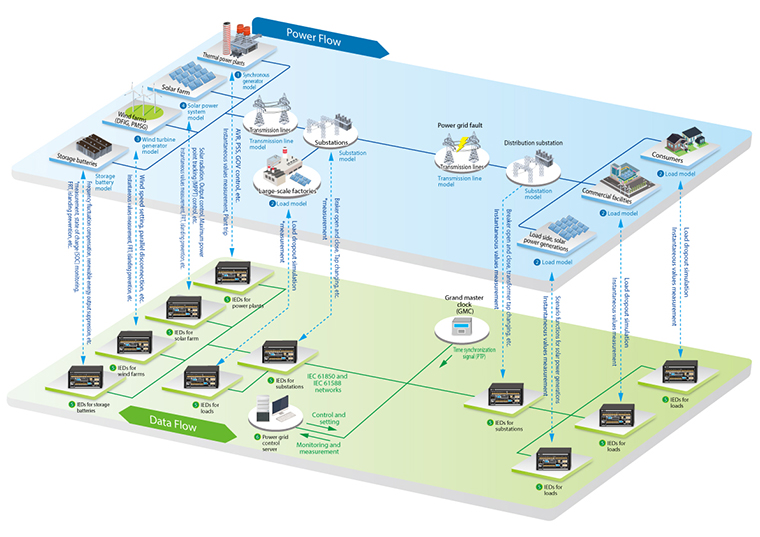 Power Flow
Thermal power plants
3 Synchronous
generator model
Solar farm
4 Solar power
system model
Wind farms
(DFIG, PMSG)
3 Wind turbine
generator model
Storage batteries
Storage
battery model
Transmission lines
Transmission line
model
Substations
Substation
model
Large-scale factories
2 Load model
Power grid fault
Transmission lines
Transmission line
model
Distribution substation
Substation
model
Consumers
2 Load model
Commercial facilities
2 Load model
Load side, solar
power generations
2 Load model
Frequency fluctuation compensation, renewable energy output suppression, etc.
*measurement, state of charge (SOC) monitoring,
FRT, islanding prevention, etc.
Wind speed setting, parallel disconnection, etc.
Instantaneous values measurement, FRT, islanding prevention, etc.
Solar radiation, Output control, Maximum power
point tracking (MPPT) control, etc.
Instantaneous values measurement, FRT, islanding prevention, etc.
AVR, PSS, GOV control, etc.
Instantaneous values measurement, Plant trip
Load dropout simulation
*measurement
Braker open and close, Tap changing, etc.
*measurement
Breaker open and close, transformer tap changing, etc.
Instantaneous values measurement
Scenario functions for solar power generations
Instantaneous values measurement
Load dropout simulation
Instantaneous values measurement
Load dropout simulation
Instantaneous values measurement
5 IEDs for
power plants
5 IEDs for
solar farm
5 IEDs for
wind farms
5 IEDs for storage
batteries
5 IEDs for
loads
5 IEDs for
substations
IEC 61850 and
IEC 61588
networks
Grand master
clock
(GMC)
Time synchronization
signal (PTP)
Data Flow
6 Power grid
control
server
Control and
setting
Monitoring and
measurement
5 IEDs for
substations
5 IEDs for
loads
5 IEDs for
loads
5 IEDs for
loads